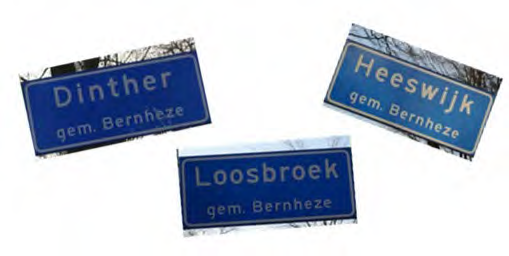 Dinther
gem. Bernheze
Heeswijk
gem. Bernheze
Loosbroek
gem. Bernheze